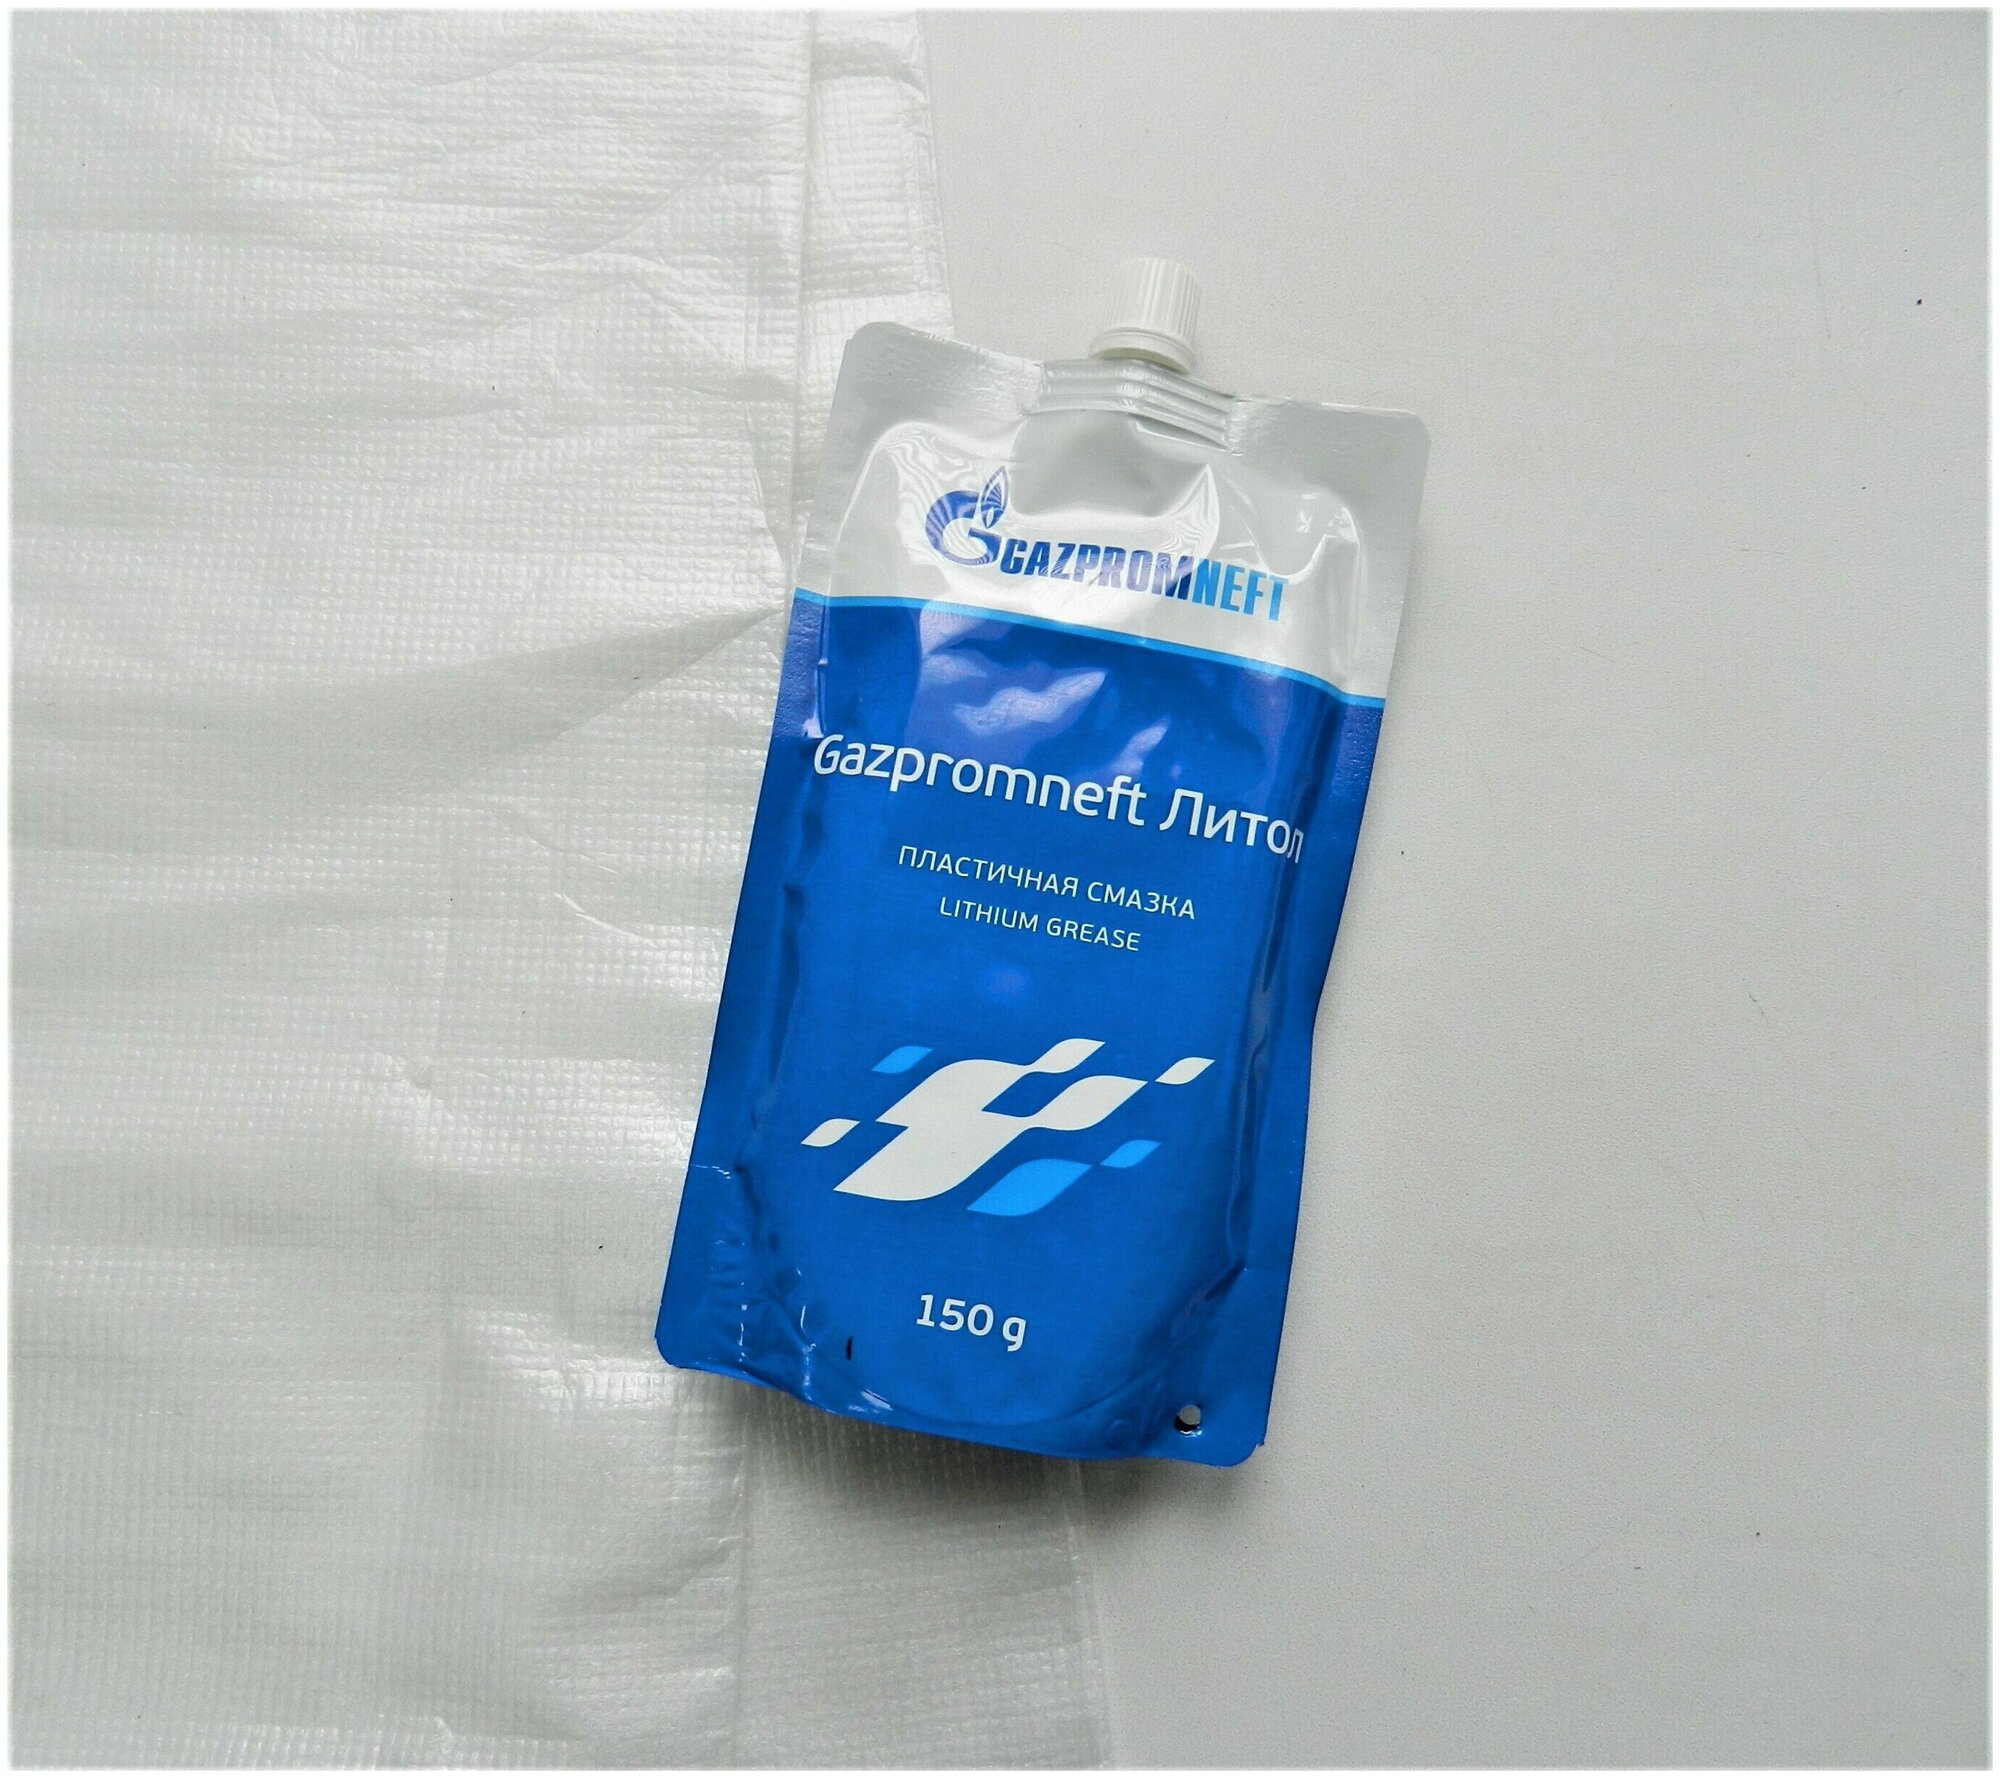 GAZPROMNEFT
Gazpromneft Литол
ПЛАСТИЧНАЯ СМАЗКА
LITHIUM GREASE
150 g